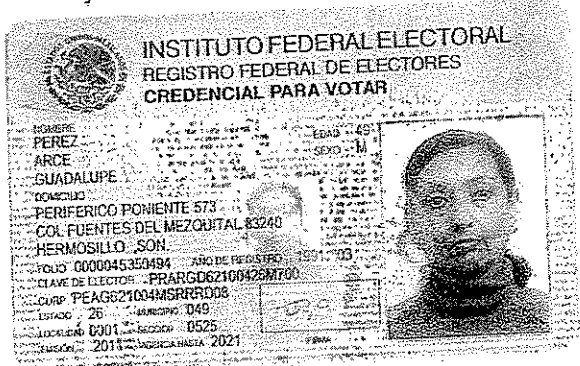 INSTITUTO FEDERAL ELECTORAL
REGISTRO FEDERAL DE ELECTORES
CREDENCIAL PARA VOTAR
NOMBRE
PEREZ
ARCE
GUADALUPE
EDAD 49
SEXO M
DOMICILIO
PERIFERICO PONIENTE 573
COL FUENTES DEL MEZQUITAL 83240
HERMOSILLO ,SON.
FOLIO 0000045350494 AÑO DE REGISTRO 1991 03
CLAVE DE ELECTOR PRARGD62100426M700
CURP PEAG621004MSRRRD08
ESTADO 26 MUNICIPIO 049
LOCALIDAD 0001 SECCION 0525
EMISIÓN 2011 VIGENCIA HASTA 2021
FIRMA